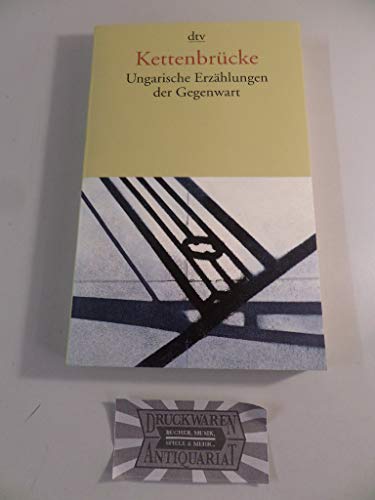 dtv
Kettenbrücke
Ungarische Erzählungen
der Gegenwart
DRUCKWAREN
BÜCHER, MUSIK,
SPIELE & MEHR...
ANTIQUARIAT